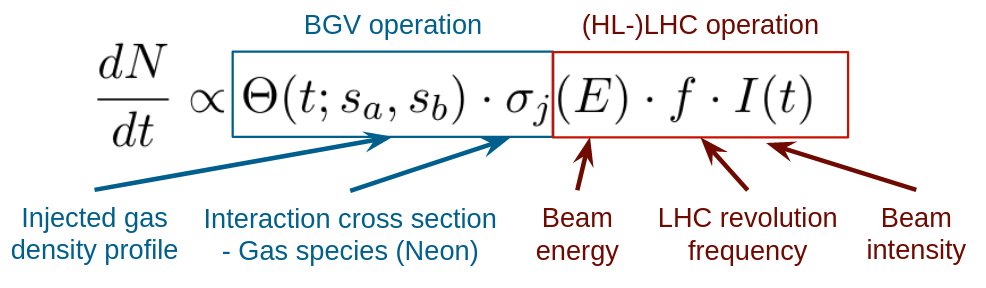 BGV operation (HL-)LHC operation
dN/dt ∝ Θ(t; s_a, s_b) · σ_j(E) · f · I(t)
Injected gas
density profile
Interaction cross section
- Gas species (Neon)
Beam
energy
LHC revolution
frequency
Beam
intensity